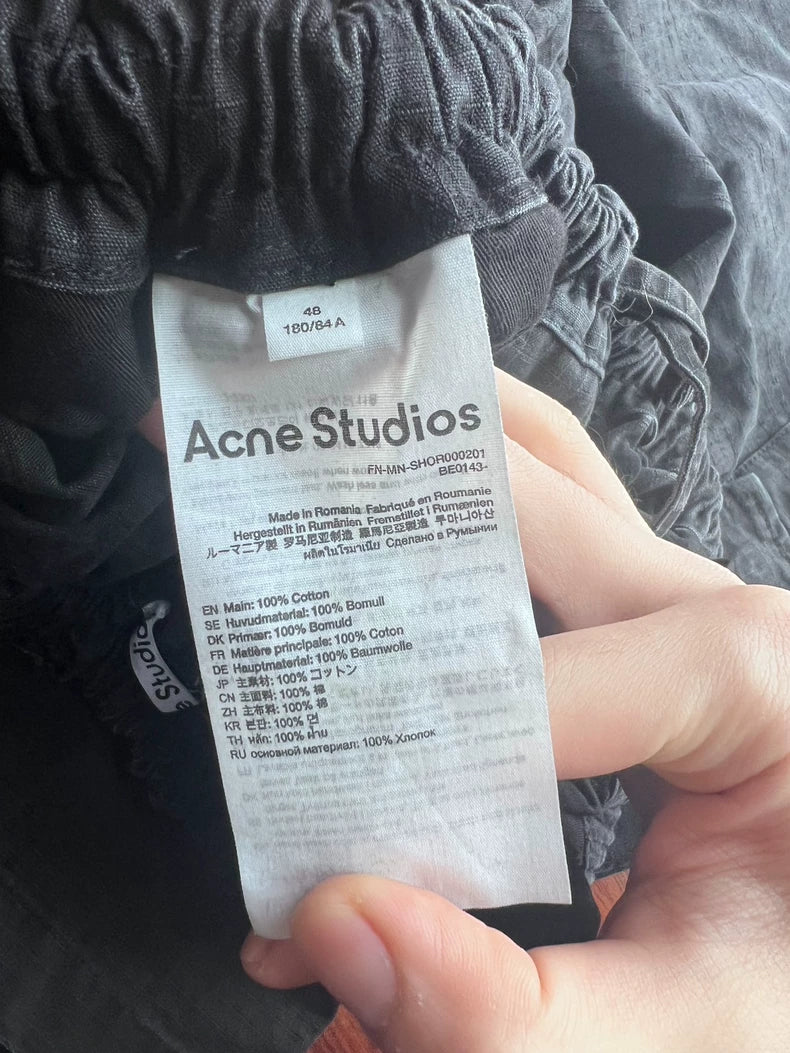 48
180/84A
Acne Studios
FN-MN-SHOR000201
BE0143-
Made in Romania Fabriqué en Roumanie
Hergestellt in Rumänien Fremstillet i Rumænien
ルーマニア製 罗马尼亚制造 羅馬尼亞製造 루마니아산
ผลิตในโรมาเนีย Сделано в Румынии
EN Main: 100% Cotton
SE Huvudmaterial: 100% Bomull
DK Primær: 100% Bomuld
FR Matière principale: 100% Coton
DE Hauptmaterial: 100% Baumwolle
JP 主素材: 100% コットン
CN 主面料: 100% 棉
ZH 主布料: 100% 棉
KR 본판: 100% 면
TH หลัก: 100% ฝ้าย
RU основной материал: 100% Хлопок
Studio